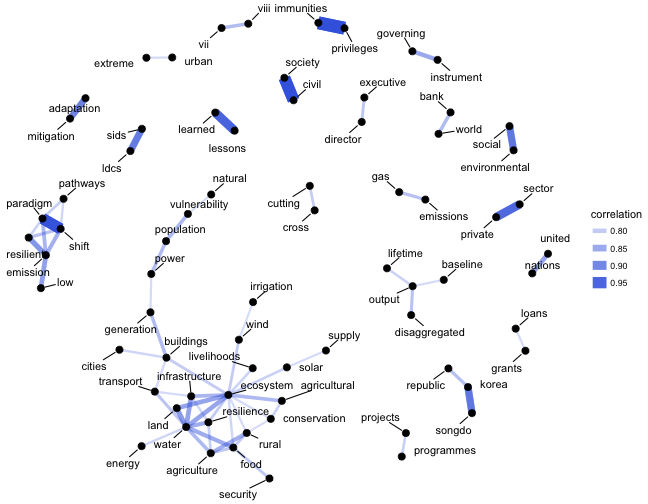 viii immunities
vii
privileges
governing
extreme
urban
society
instrument
civil
executive
bank
adaptation
mitigation
sids
learned
lessons
director
world
social
environmental
ldcs
pathways
natural
gas
sector
paradigm
vulnerability
cutting
emissions
private
correlation
shift
population
cross
united
0.80
resilient
lifetime
0.85
emission
power
baseline
nations
0.90
low
irrigation
output
0.95
generation
wind
disaggregated
loans
buildings
supply
cities
livelihoods
solar
grants
transport
infrastructure
ecosystem
agricultural
republic
korea
land
resilience
conservation
projects
songdo
water
rural
programmes
energy
agriculture
food
security